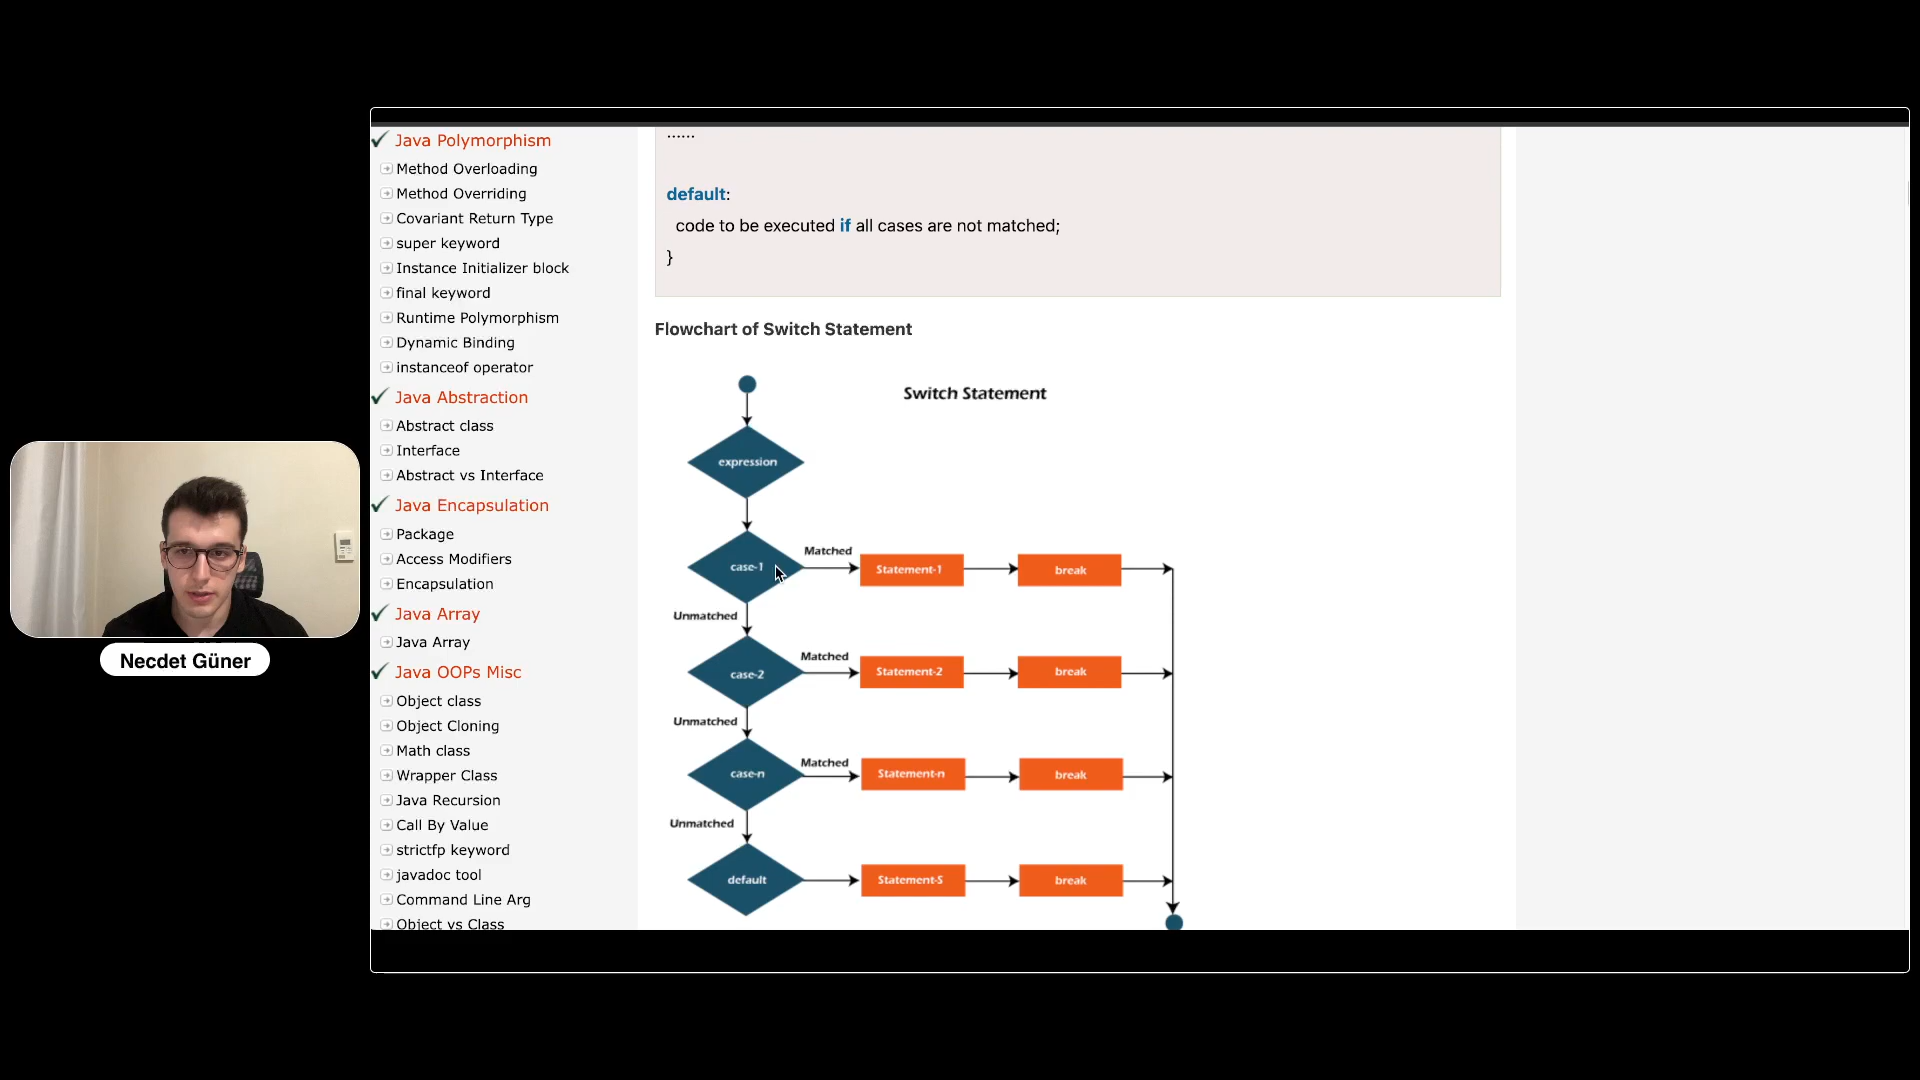 Java Polymorphism
Method Overloading
Method Overriding
Covariant Return Type
super keyword
Instance Initializer block
final keyword
Runtime Polymorphism
Dynamic Binding
instanceof operator
Java Abstraction
Abstract class
Interface
Abstract vs Interface
Java Encapsulation
Package
Access Modifiers
Encapsulation
Java Array
Java Array
Java OOPs Misc
Object class
Object Cloning
Math class
Wrapper Class
Java Recursion
Call By Value
strictfp keyword
javadoc tool
Command Line Arg
Object vs Class
Necdet Güner
......
default:
code to be executed if all cases are not matched;
}
Flowchart of Switch Statement
Switch Statement
expression
case-1
Matched
Statement-1
break
Unmatched
case-2
Matched
Statement-2
break
Unmatched
case-n
Matched
Statement-n
break
Unmatched
default
Statement-S
break